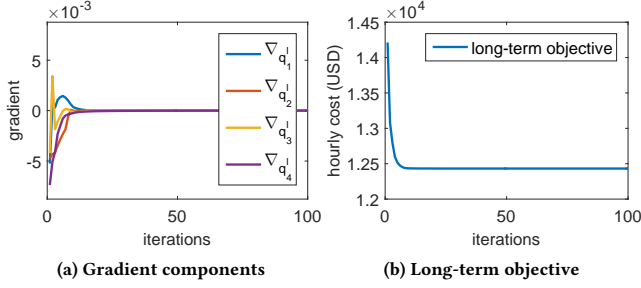 ×10⁻³
gradient
5
0
-5
0
50
100
iterations
∇q₁ˡ
∇q₂ˡ
∇q₃ˡ
∇q₄ˡ
(a) Gradient components
×10⁴
hourly cost (USD)
1.45
1.4
1.35
1.3
1.25
1.2
0
50
100
iterations
long-term objective
(b) Long-term objective